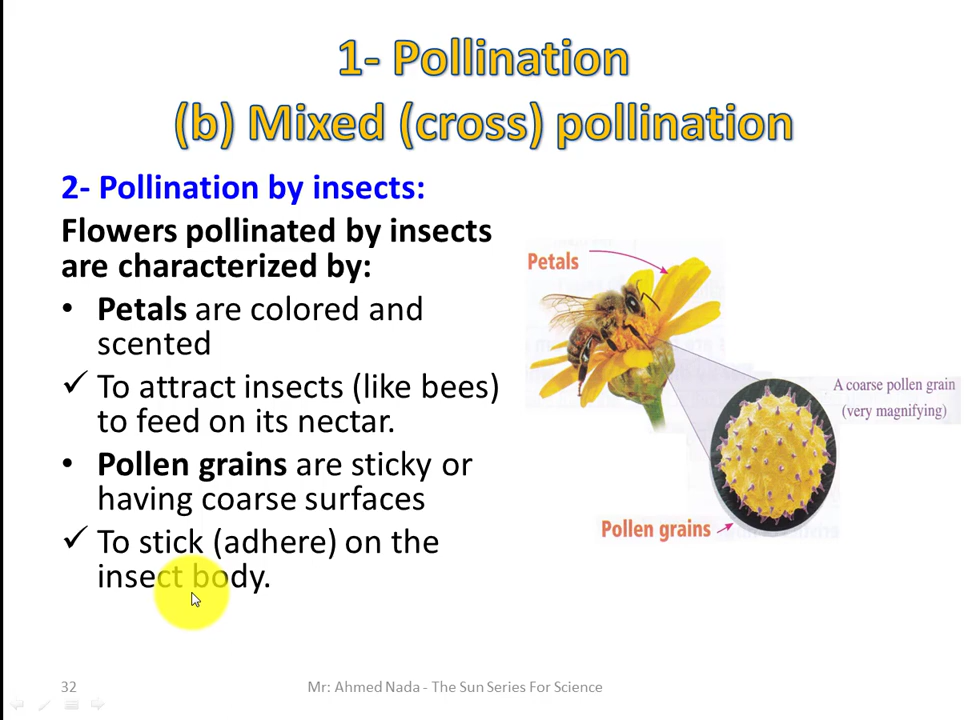 1- Pollination
(b) Mixed (cross) pollination
2- Pollination by insects:
Flowers pollinated by insects
are characterized by:
• Petals are colored and
scented
✓ To attract insects (like bees)
to feed on its nectar.
• Pollen grains are sticky or
having coarse surfaces
✓ To stick (adhere) on the
insect body.
Petals
A coarse pollen grain
(very magnifying)
Pollen grains
32
Mr: Ahmed Nada - The Sun Series For Science